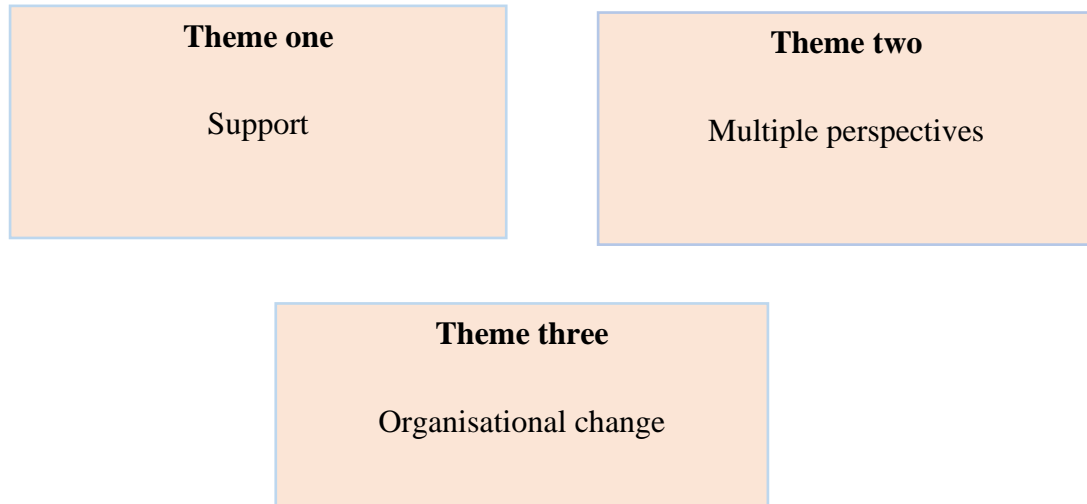 Theme one
Support
Theme two
Multiple perspectives
Theme three
Organisational change